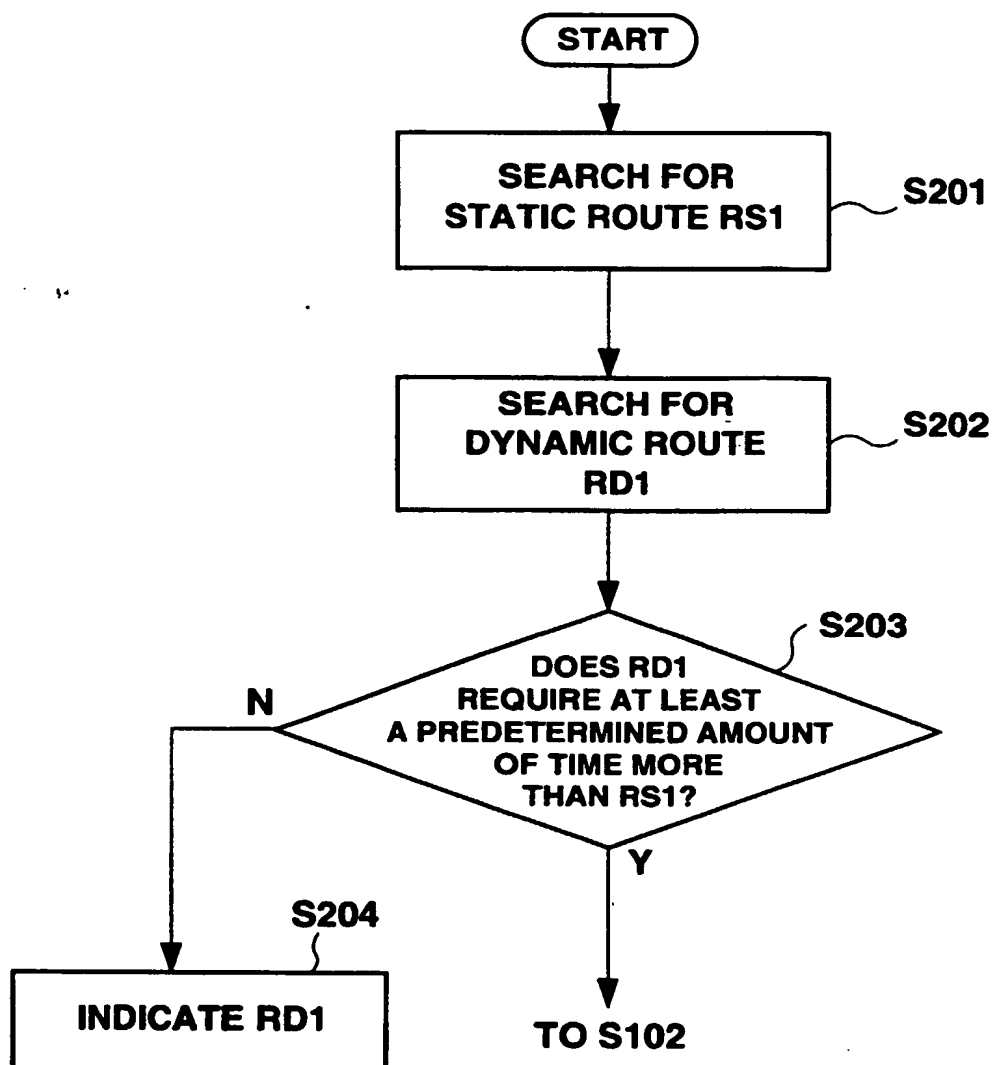 START
SEARCH FOR
STATIC ROUTE RS1
S201
SEARCH FOR
DYNAMIC ROUTE
RD1
S202
S203
DOES RD1
REQUIRE AT LEAST
A PREDETERMINED AMOUNT
OF TIME MORE
THAN RS1?
N
Y
S204
INDICATE RD1
TO S102